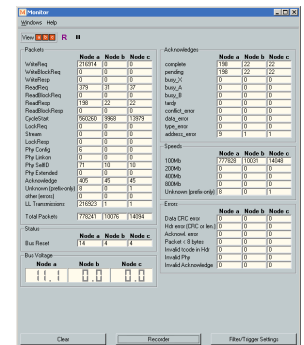 Monitor
Windows Help
View R
Packets
Node a Node b Node c
WriteReq 216914 0 0
WriteBlockReq 0 0 0
WriteResp 0 0 0
ReadReq 379 31 37
ReadBlockReq 0 0 0
ReadResp 198 22 22
ReadBlockResp 0 0 0
CycleStart 560260 9968 13979
LockReq 0 0 0
Stream 0 0 0
LockResp 0 0 0
Phy Config 6 0 0
Phy Linkon 0 0 0
Phy SelfID 71 10 10
Phy Extended 0 0 0
Acknowledge 405 45 45
Unknown (prefix-only) 8 0 1
other (errors) 0 0 0
LL Transmissions 216923 1 1
Total Packets 778241 10076 14094
Status
Node a Node b Node c
Bus Reset 14 4 4
Bus Voltage
Node a Node b Node c
11.1 0.0 0.0
Acknowledges
Node a Node b Node c
complete 198 22 22
pending 198 22 22
busy_X 0 0 0
busy_A 0 0 0
busy_B 0 0 0
tardy 0 0 0
conflict_error 0 0 0
data_error 0 0 0
type_error 0 0 0
address_error 9 1 1
Speeds
Node a Node b Node c
100Mb 777828 10031 14048
200Mb 0 0 0
400Mb 0 0 0
800Mb 0 0 0
Unknown (prefix-only) 8 0 1
Errors
Node a Node b Node c
Data CRC error 0 0 0
Hdr error (CRC or len.) 0 0 0
Acknowl. error 0 0 0
Packet < 8 bytes 0 0 0
Invalid tcode in Hdr 0 0 0
Invalid Phy 0 0 0
Invalid Acknowledge 0 0 0
Clear Recorder Filter/Trigger Settings